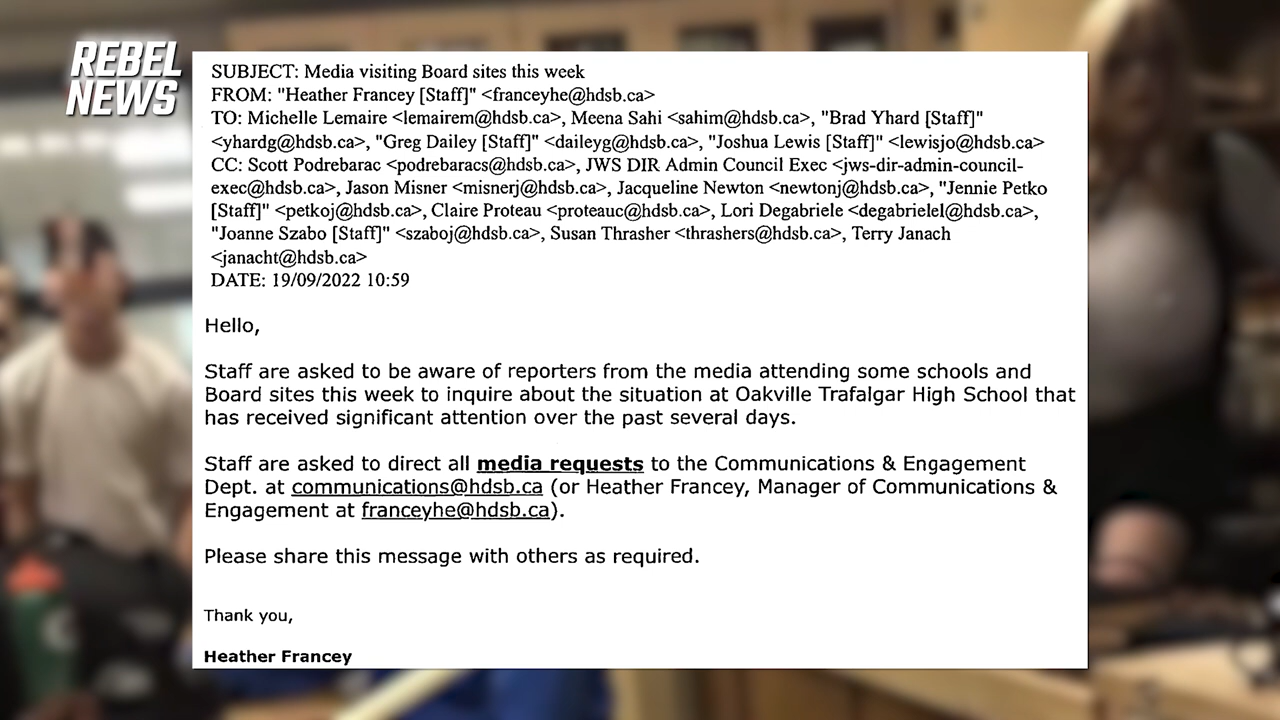 REBEL
NEWS
SUBJECT: Media visiting Board sites this week
FROM: "Heather Francey [Staff]" <franceyhe@hdsb.ca>
TO: Michelle Lemaire <lemairem@hdsb.ca>, Meena Sahi <sahim@hdsb.ca>, "Brad Yhard [Staff]"
<yhardg@hdsb.ca>, "Greg Dailey [Staff]" <daileyg@hdsb.ca>, "Joshua Lewis [Staff]" <lewisjo@hdsb.ca>
CC: Scott Podrebarac <podrebaracs@hdsb.ca>, JWS DIR Admin Council Exec <jws-dir-admin-council-
exec@hdsb.ca>, Jason Misner <misnerj@hdsb.ca>, Jacqueline Newton <newtonj@hdsb.ca>, "Jennie Petko
[Staff]" <petkoj@hdsb.ca>, Claire Proteau <proteauc@hdsb.ca>, Lori Degabriele <degabrielel@hdsb.ca>,
"Joanne Szabo [Staff]" <szaboj@hdsb.ca>, Susan Thrasher <thrashers@hdsb.ca>, Terry Janach
<janacht@hdsb.ca>
DATE: 19/09/2022 10:59
Hello,
Staff are asked to be aware of reporters from the media attending some schools and
Board sites this week to inquire about the situation at Oakville Trafalgar High School that
has received significant attention over the past several days.
Staff are asked to direct all media requests to the Communications & Engagement
Dept. at communications@hdsb.ca (or Heather Francey, Manager of Communications &
Engagement at franceyhe@hdsb.ca).
Please share this message with others as required.
Thank you,
Heather Francey